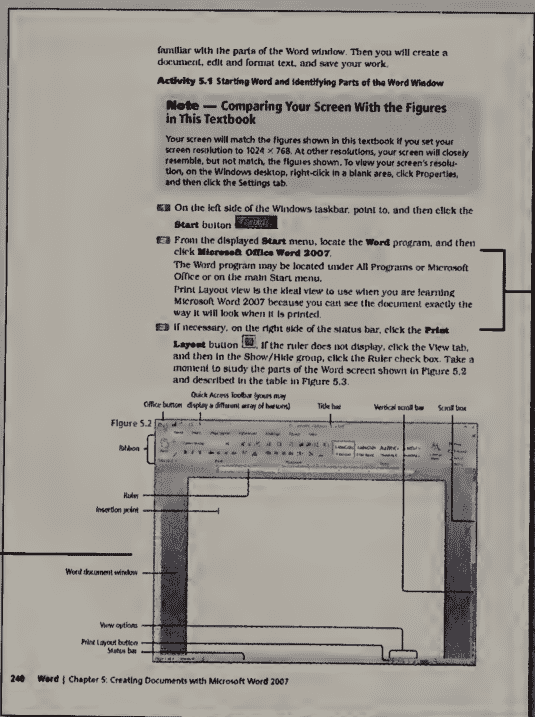 familiar with the parts of the Word window. Then you will create a
document, edit and format text, and save your work.
Activity 5.1 Starting Word and Identifying Parts of the Word Window
Note — Comparing Your Screen With the Figures
in This Textbook
Your screen will match the figures shown in this textbook if you set your
screen resolution to 1024 × 768. At other resolutions, your screen will closely
resemble, but not match, the figures shown. To view your screen's resolu-
tion, on the Windows desktop, right-click in a blank area, click Properties,
and then click the Settings tab.
1 On the left side of the Windows taskbar, point to, and then click the
Start button
2 From the displayed Start menu, locate the Word program, and then
click Microsoft Office Word 2007.
The Word program may be located under All Programs or Microsoft
Office or on the main Start menu.
Print Layout view is the ideal view to use when you are learning
Microsoft Word 2007 because you can see the document exactly the
way it will look when it is printed.
3 If necessary, on the right side of the status bar, click the Print
Layout button . If the ruler does not display, click the View tab,
and then in the Show/Hide group, click the Ruler check box. Take a
moment to study the parts of the Word screen shown in Figure 5.2
and described in the table in Figure 5.3.
Quick Access Toolbar (yours may
display a different array of buttons)
Office button
Title bar
Vertical scroll bar
Scroll box
Figure 5.2
Ribbon
Ruler
Insertion point
Word document window
View options
Print Layout button
Status bar
240 Word | Chapter 5: Creating Documents with Microsoft Word 2007